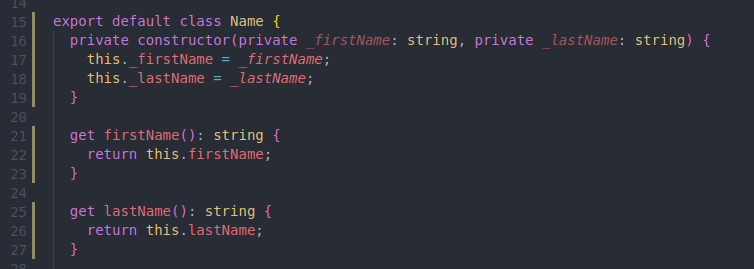 14
15 export default class Name {
16 private constructor(private _firstName: string, private _lastName: string) {
17 this._firstName = _firstName;
18 this._lastName = _lastName;
19 }
20
21 get firstName(): string {
22 return this.firstName;
23 }
24
25 get lastName(): string {
26 return this.lastName;
27 }
28